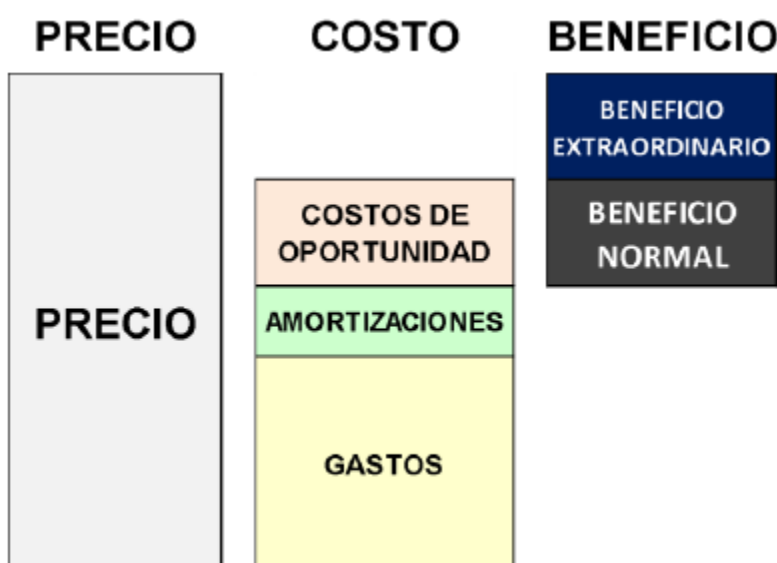 PRECIO
COSTO
BENEFICIO
PRECIO
COSTOS DE
OPORTUNIDAD
AMORTIZACIONES
GASTOS
BENEFICIO
EXTRAORDINARIO
BENEFICIO
NORMAL